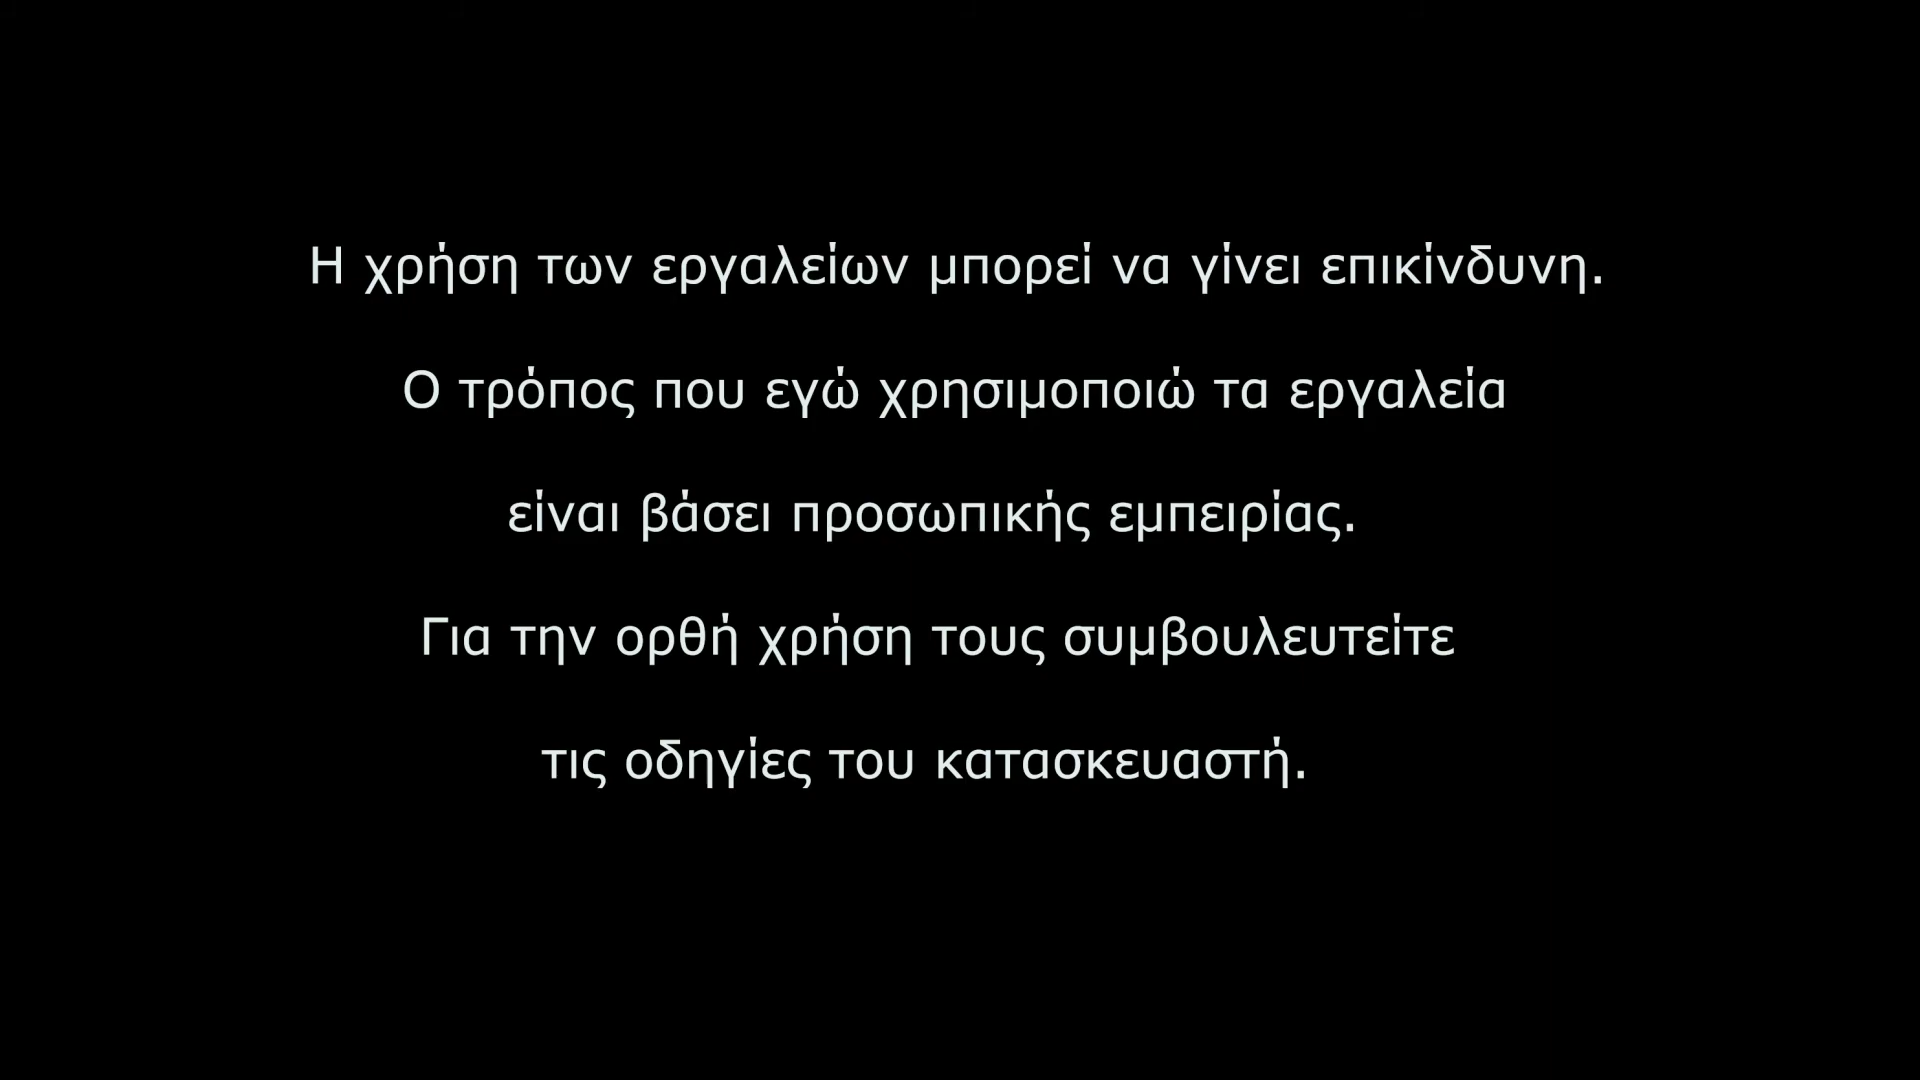 Η χρήση των εργαλείων μπορεί να γίνει επικίνδυνη.
Ο τρόπος που εγώ χρησιμοποιώ τα εργαλεία
είναι βάσει προσωπικής εμπειρίας.
Για την ορθή χρήση τους συμβουλευτείτε
τις οδηγίες του κατασκευαστή.